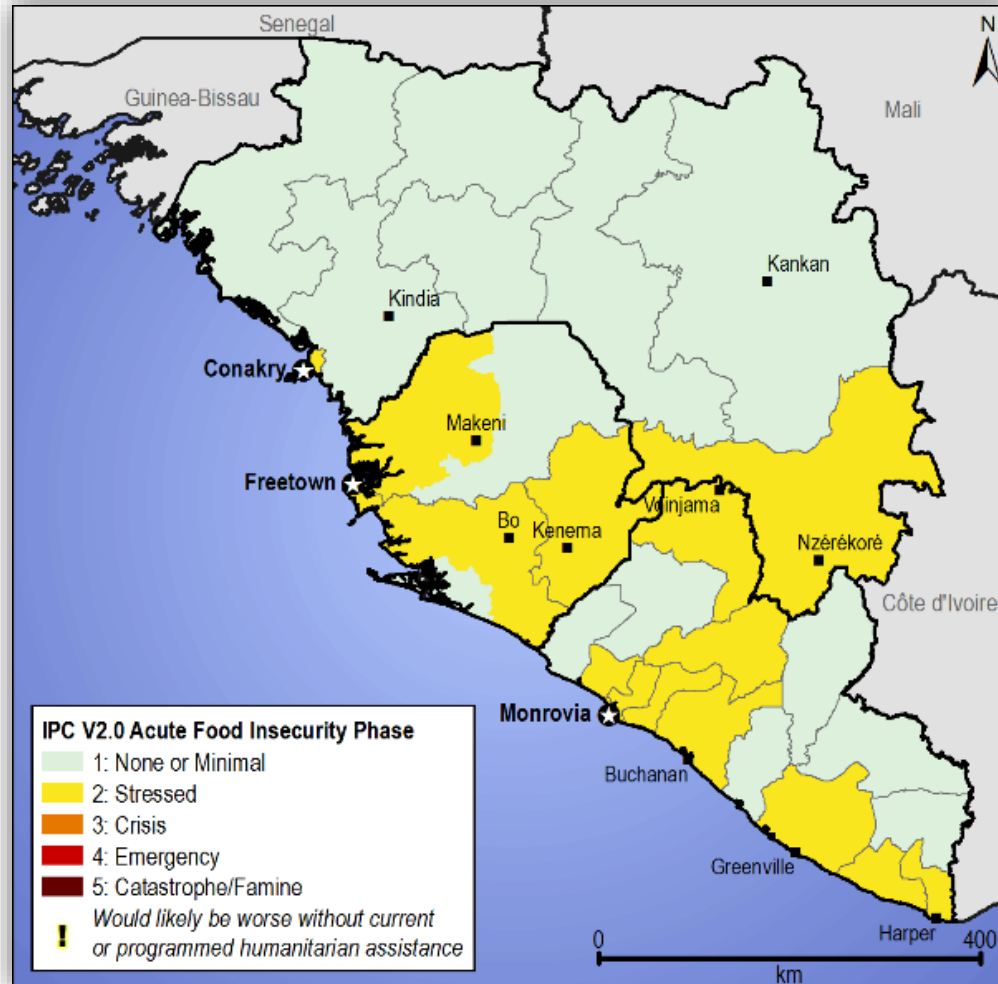 Senegal
N
Guinea-Bissau
Mali
Kankan
Kindia
Conakry
Makeni
Freetown
Voinjama
Bo
Kenema
Nzérékoré
Côte d'Ivoire
Monrovia
IPC V2.0 Acute Food Insecurity Phase
1: None or Minimal
2: Stressed
3: Crisis
4: Emergency
5: Catastrophe/Famine
! Would likely be worse without current
or programmed humanitarian assistance
Buchanan
Greenville
Harper
0 400
km